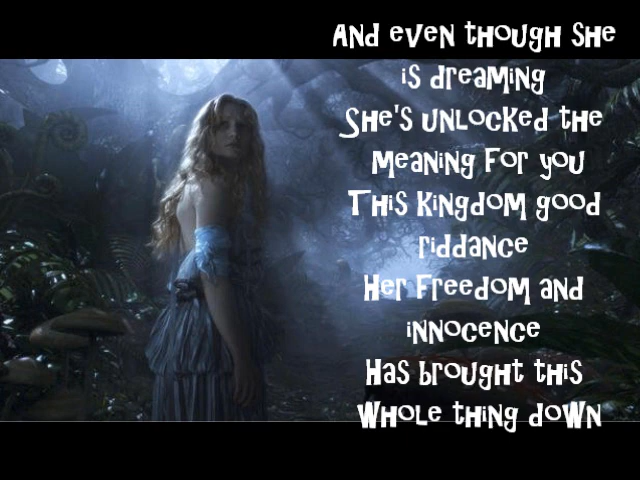 And even though she
is dreaming
She's unlocked the
meaning for you
This kingdom good
riddance
Her freedom and
innocence
Has brought this
whole thing down